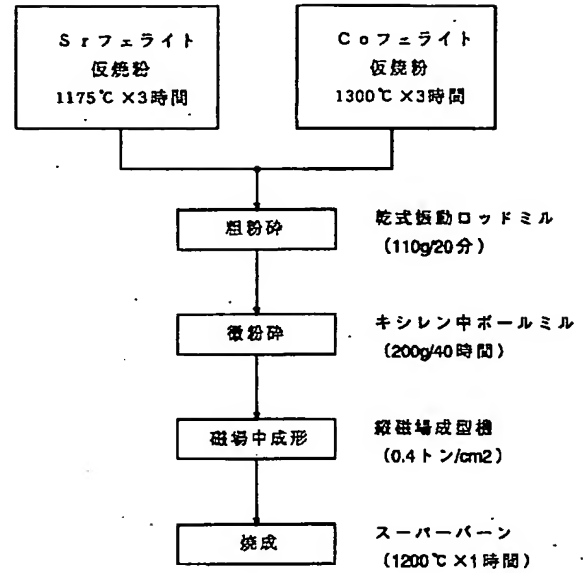 Srフェライト
仮焼粉
1175℃×3時間
Coフェライト
仮焼粉
1300℃×3時間
粗粉砕
乾式振動ロッドミル
(110g/20分)
微粉砕
キシレン中ボールミル
(200g/40時間)
磁場中成形
縦磁場成型機
(0.4トン/cm2)
焼成
スーパーバーン
(1200℃×1時間)